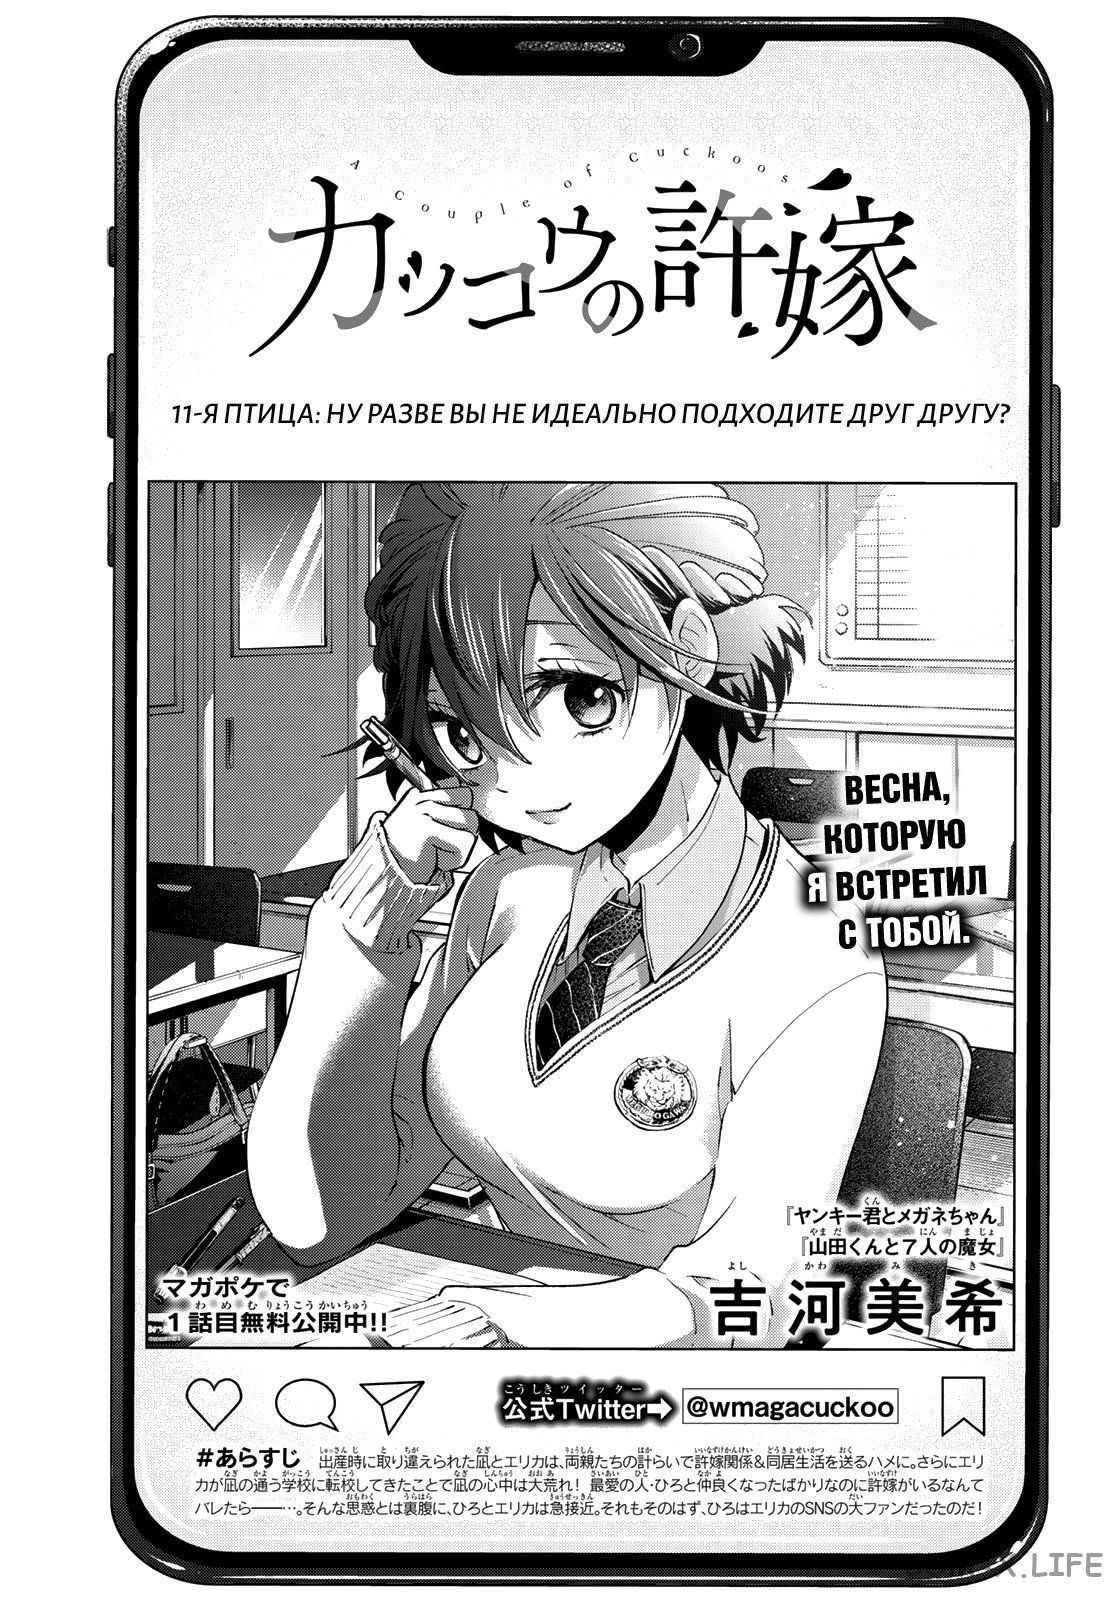 A Couple of Cuckoos
カッコウの許嫁
11-Я ПТИЦА: НУ РАЗВЕ ВЫ НЕ ИДЕАЛЬНО ПОДХОДИТЕ ДРУГ ДРУГУ?
ВЕСНА,
КОТОРУЮ
Я ВСТРЕТИЛ
С ТОБОЙ.
『ヤンキー君とメガネちゃん』
『山田くんと7人の魔女』
吉河美希
マガポケで
1話目無料公開中!!
公式Twitter➡ @wmagacuckoo
#あらすじ 出産時に取り違えられた凪とエリカは、両親たちの計らいで許嫁関係&同居生活を送るハメに。さらにエリ
カが凪の通う学校に転校してきたことで凪の心中は大荒れ! 最愛の人・ひろと仲良くなったばかりなのに許嫁がいるなんて
バレたら――…。そんな思惑とは裏腹に、ひろとエリカは急接近。それもそのはず、ひろはエリカのSNSの大ファンだったのだ!
.LIFE